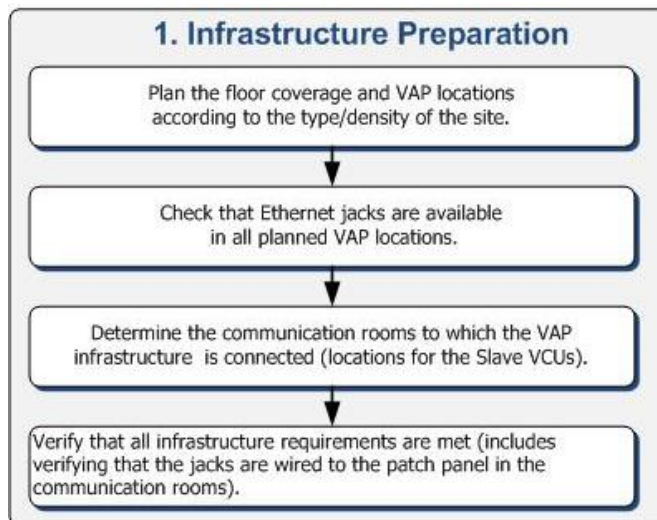 1. Infrastructure Preparation
Plan the floor coverage and VAP locations
according to the type/density of the site.
Check that Ethernet jacks are available
in all planned VAP locations.
Determine the communication rooms to which the VAP
infrastructure is connected (locations for the Slave VCUs).
Verify that all infrastructure requirements are met (includes
verifying that the jacks are wired to the patch panel in the
communication rooms).